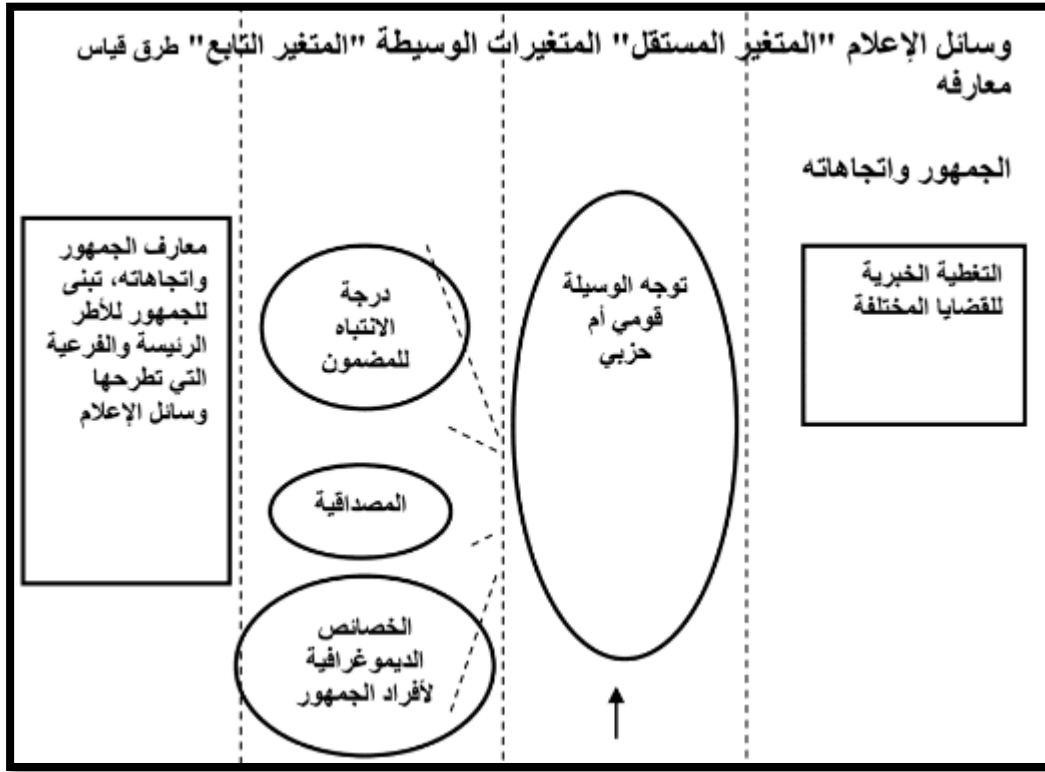 وسائل الإعلام "المتغير المستقل" المتغيرات الوسيطة "المتغير التابع" طرق قياس
معارفه
الجمهور واتجاهاته
التغطية الخبرية
للقضايا المختلفة
توجه الوسيلة
قومي أم
حزبي
درجة
الانتباه
للمضمون
المصداقية
الخصائص
الديموغرافية
لأفراد الجمهور
معارف الجمهور
واتجاهاته، تبنى
للجمهور للأطر
الرئيسة والفرعية
التي تطرحها
وسائل الإعلام